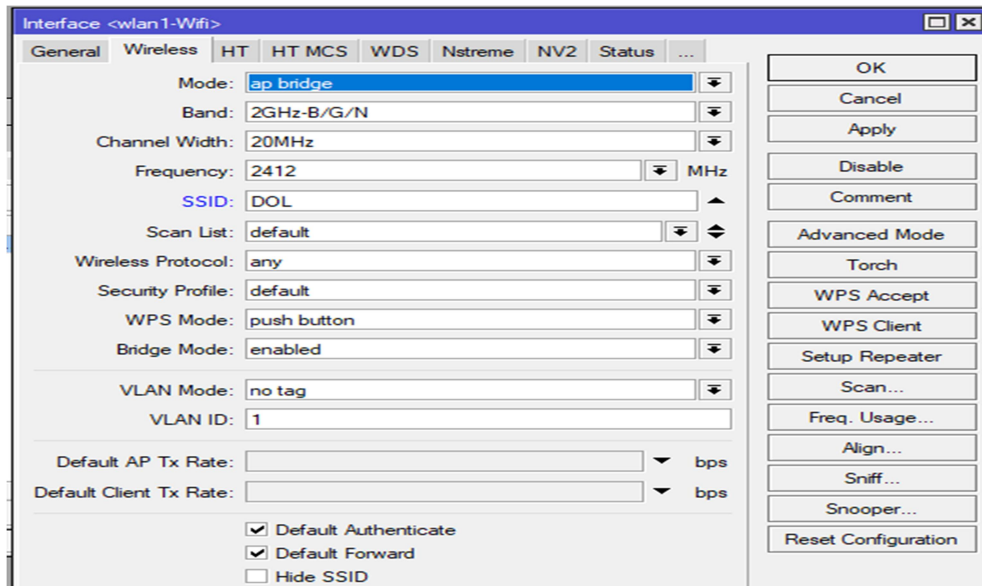 Interface <wlan1-Wifi>
General Wireless HT HT MCS WDS Nstreme NV2 Status ...
Mode: ap bridge
Band: 2GHz-B/G/N
Channel Width: 20MHz
Frequency: 2412 MHz
SSID: DOL
Scan List: default
Wireless Protocol: any
Security Profile: default
WPS Mode: push button
Bridge Mode: enabled
VLAN Mode: no tag
VLAN ID: 1
Default AP Tx Rate: bps
Default Client Tx Rate: bps
Default Authenticate
Default Forward
Hide SSID
OK
Cancel
Apply
Disable
Comment
Advanced Mode
Torch
WPS Accept
WPS Client
Setup Repeater
Scan...
Freq. Usage...
Align...
Sniff...
Snooper...
Reset Configuration